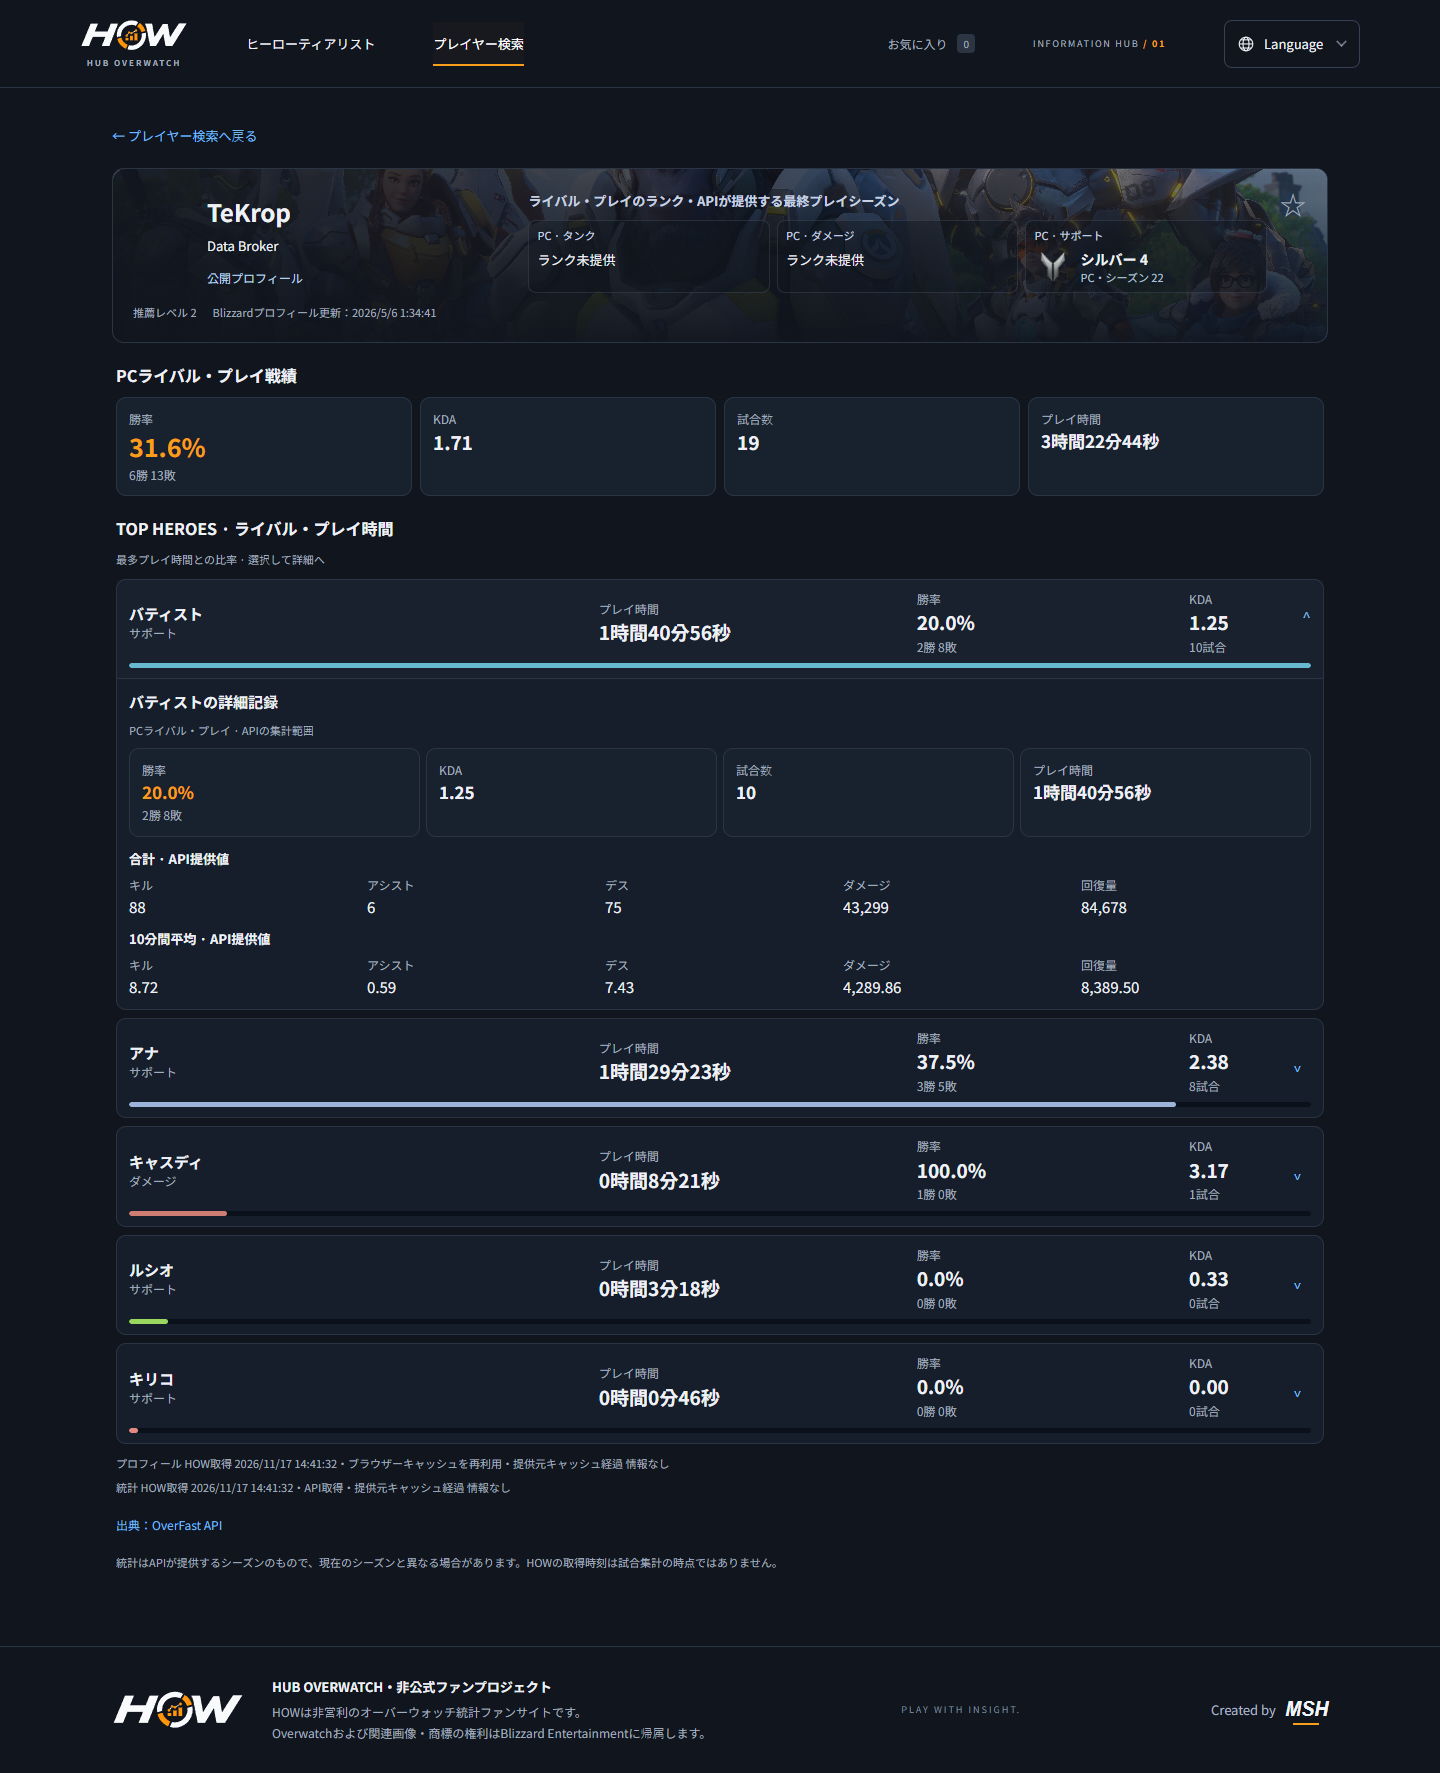 HOW
HUB OVERWATCH
ヒーローティアリスト
プレイヤー検索
お気に入り 0
INFORMATION HUB / 01
Language
← プレイヤー検索へ戻る
TeKrop
Data Broker
公開プロフィール
推薦レベル 2 Blizzardプロフィール更新：2026/5/6 1:34:41
ライバル・プレイのランク・APIが提供する最終プレイシーズン
PC · タンク
ランク未提供
PC · ダメージ
ランク未提供
PC · サポート
シルバー 4
PC · シーズン 22
PCライバル・プレイ戦績
勝率
31.6%
6勝 13敗
KDA
1.71
試合数
19
プレイ時間
3時間22分44秒
TOP HEROES · ライバル・プレイ時間
最多プレイ時間との比率 · 選択して詳細へ
バティスト
サポート
プレイ時間
1時間40分56秒
勝率
20.0%
2勝 8敗
KDA
1.25
10試合
バティストの詳細記録
PCライバル・プレイ · APIの集計範囲
勝率
20.0%
2勝 8敗
KDA
1.25
試合数
10
プレイ時間
1時間40分56秒
合計 · API提供値
キル アシスト デス ダメージ 回復量
88 6 75 43,299 84,678
10分間平均 · API提供値
キル アシスト デス ダメージ 回復量
8.72 0.59 7.43 4,289.86 8,389.50
アナ
サポート
プレイ時間
1時間29分23秒
勝率
37.5%
3勝 5敗
KDA
2.38
8試合
キャスディ
ダメージ
プレイ時間
0時間8分21秒
勝率
100.0%
1勝 0敗
KDA
3.17
1試合
ルシオ
サポート
プレイ時間
0時間3分18秒
勝率
0.0%
0勝 0敗
KDA
0.33
0試合
キリコ
サポート
プレイ時間
0時間0分46秒
勝率
0.0%
0勝 0敗
KDA
0.00
0試合
プロフィール HOW取得 2026/11/17 14:41:32・ブラウザーキャッシュを再利用・提供元キャッシュ経過 情報なし
統計 HOW取得 2026/11/17 14:41:32・API取得・提供元キャッシュ経過 情報なし
出典：OverFast API
統計はAPIが提供するシーズンのもので、現在のシーズンと異なる場合があります。HOWの取得時刻は試合集計の時点ではありません。
HOW
HUB OVERWATCH・非公式ファンプロジェクト
HOWは非営利のオーバーウォッチ統計ファンサイトです。
Overwatchおよび関連画像・商標の権利はBlizzard Entertainmentに帰属します。
PLAY WITH INSIGHT.
Created by MSH